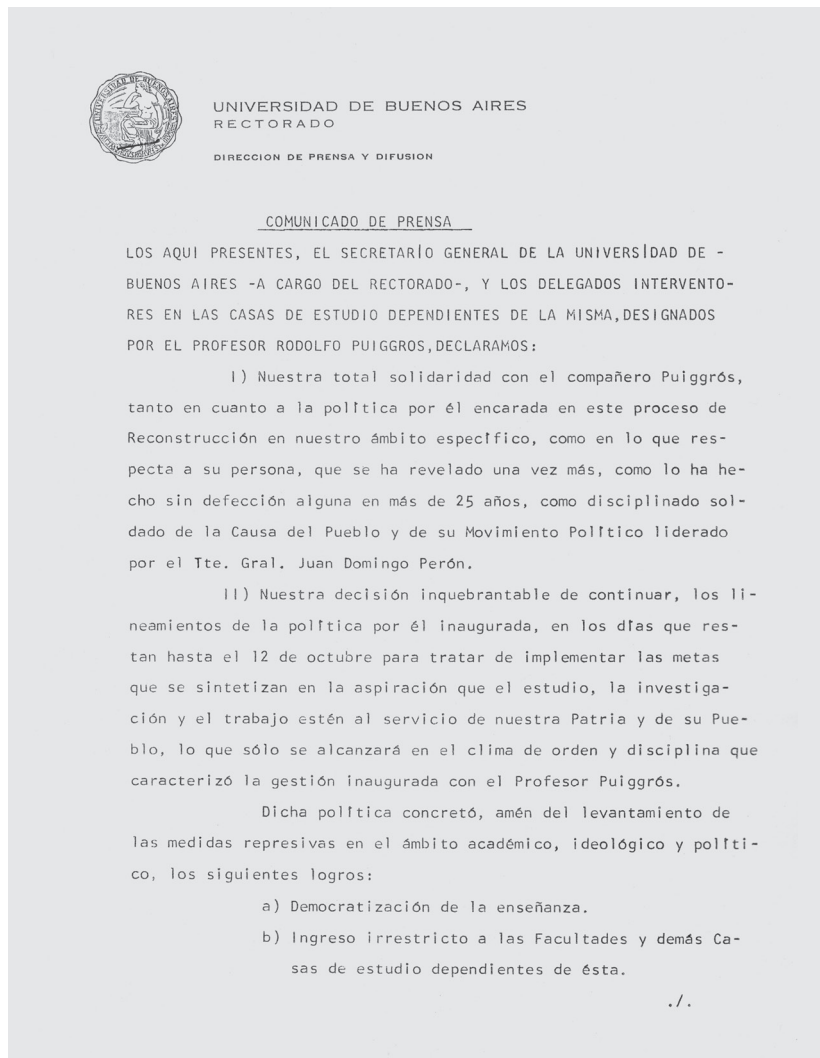 UNIVERSIDAD DE BUENOS AIRES
RECTORADO
DIRECCION DE PRENSA Y DIFUSION
COMUNICADO DE PRENSA
LOS AQUI PRESENTES, EL SECRETARIO GENERAL DE LA UNIVERSIDAD DE -
BUENOS AIRES -A CARGO DEL RECTORADO-, Y LOS DELEGADOS INTERVENTO-
RES EN LAS CASAS DE ESTUDIO DEPENDIENTES DE LA MISMA,DESIGNADOS
POR EL PROFESOR RODOLFO PUIGGROS,DECLARAMOS:
I) Nuestra total solidaridad con el compañero Puiggrós,
tanto en cuanto a la política por él encarada en este proceso de
Reconstrucción en nuestro ámbito específico, como en lo que res-
pecta a su persona, que se ha revelado una vez más, como lo ha he-
cho sin defección alguna en más de 25 años, como disciplinado sol-
dado de la Causa del Pueblo y de su Movimiento Político liderado
por el Tte. Gral. Juan Domingo Perón.
II) Nuestra decisión inquebrantable de continuar, los li-
neamientos de la política por él inaugurada, en los días que res-
tan hasta el 12 de octubre para tratar de implementar las metas
que se sintetizan en la aspiración que el estudio, la investiga-
ción y el trabajo estén al servicio de nuestra Patria y de su Pue-
blo, lo que sólo se alcanzará en el clima de orden y disciplina que
caracterizó la gestión inaugurada con el Profesor Puiggrós.
Dicha política concretó, amén del levantamiento de
las medidas represivas en el ámbito académico, ideológico y políti-
co, los siguientes logros:
a) Democratización de la enseñanza.
b) Ingreso irrestricto a las Facultades y demás Ca-
sas de estudio dependientes de ésta.
./.